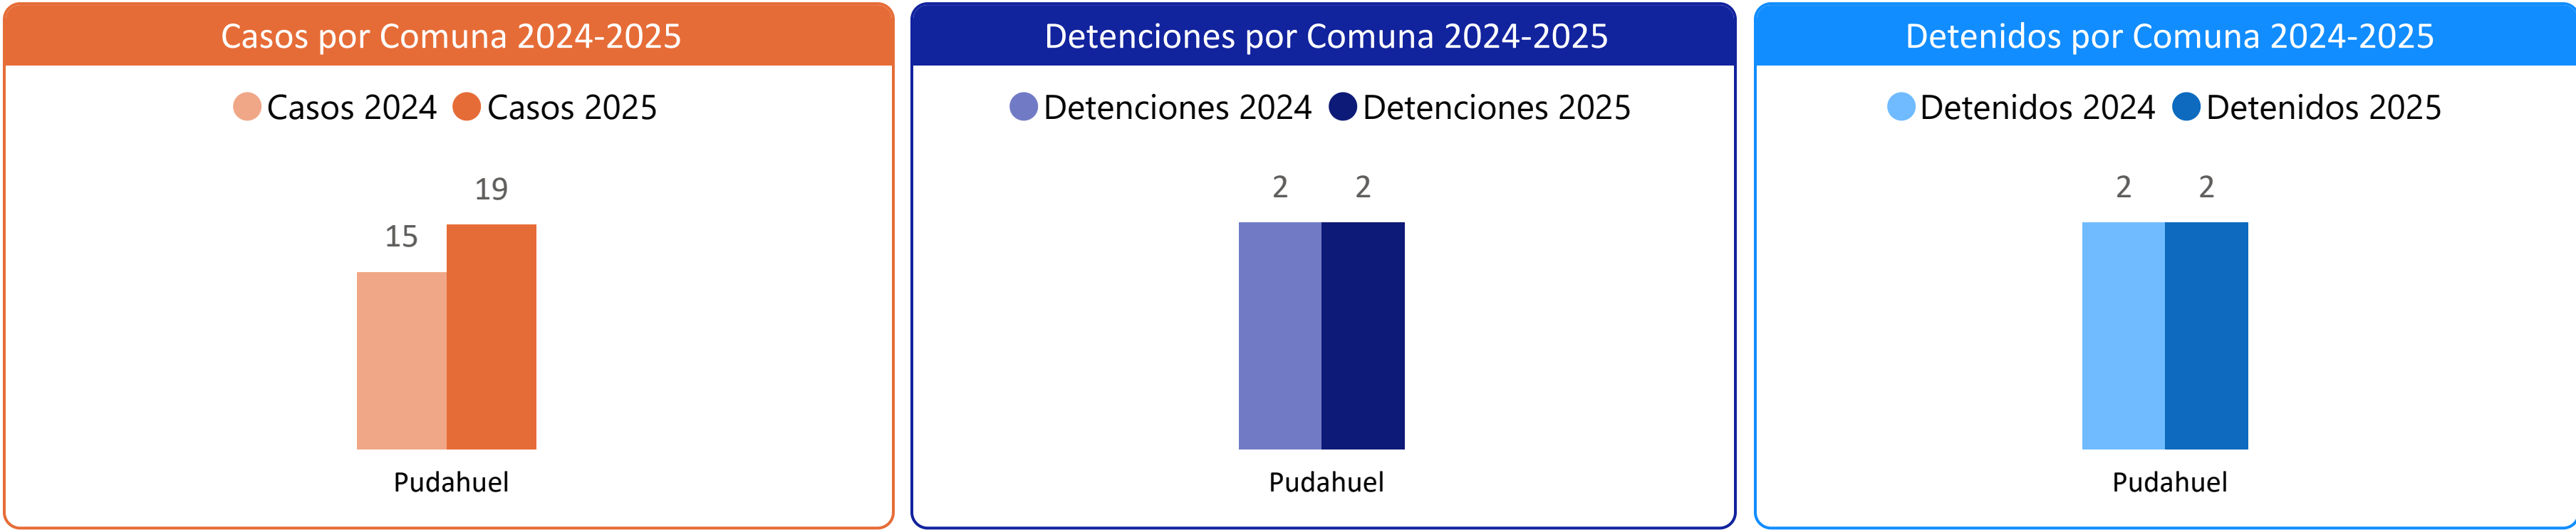 Casos por Comuna 2024-2025
Casos 2024 Casos 2025
15
19
Pudahuel
Detenciones por Comuna 2024-2025
Detenciones 2024 Detenciones 2025
2 2
Pudahuel
Detenidos por Comuna 2024-2025
Detenidos 2024 Detenidos 2025
2 2
Pudahuel